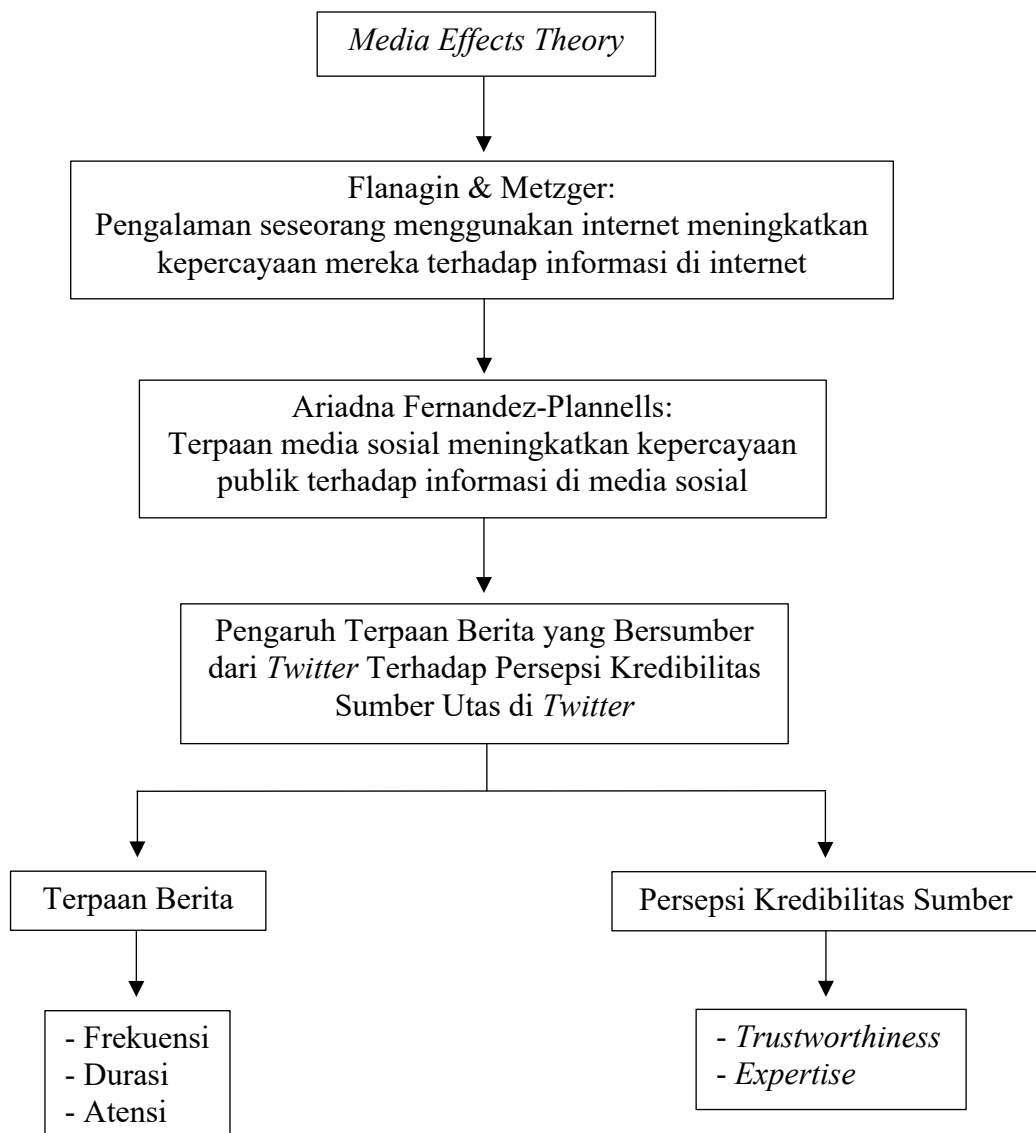 Media Effects Theory
Flanagin & Metzger:
Pengalaman seseorang menggunakan internet meningkatkan
kepercayaan mereka terhadap informasi di internet
Ariadna Fernandez-Plannells:
Terpaan media sosial meningkatkan kepercayaan
publik terhadap informasi di media sosial
Pengaruh Terpaan Berita yang Bersumber
dari Twitter Terhadap Persepsi Kredibilitas
Sumber Utas di Twitter
Terpaan Berita
Persepsi Kredibilitas Sumber
- Frekuensi
- Durasi
- Atensi
- Trustworthiness
- Expertise